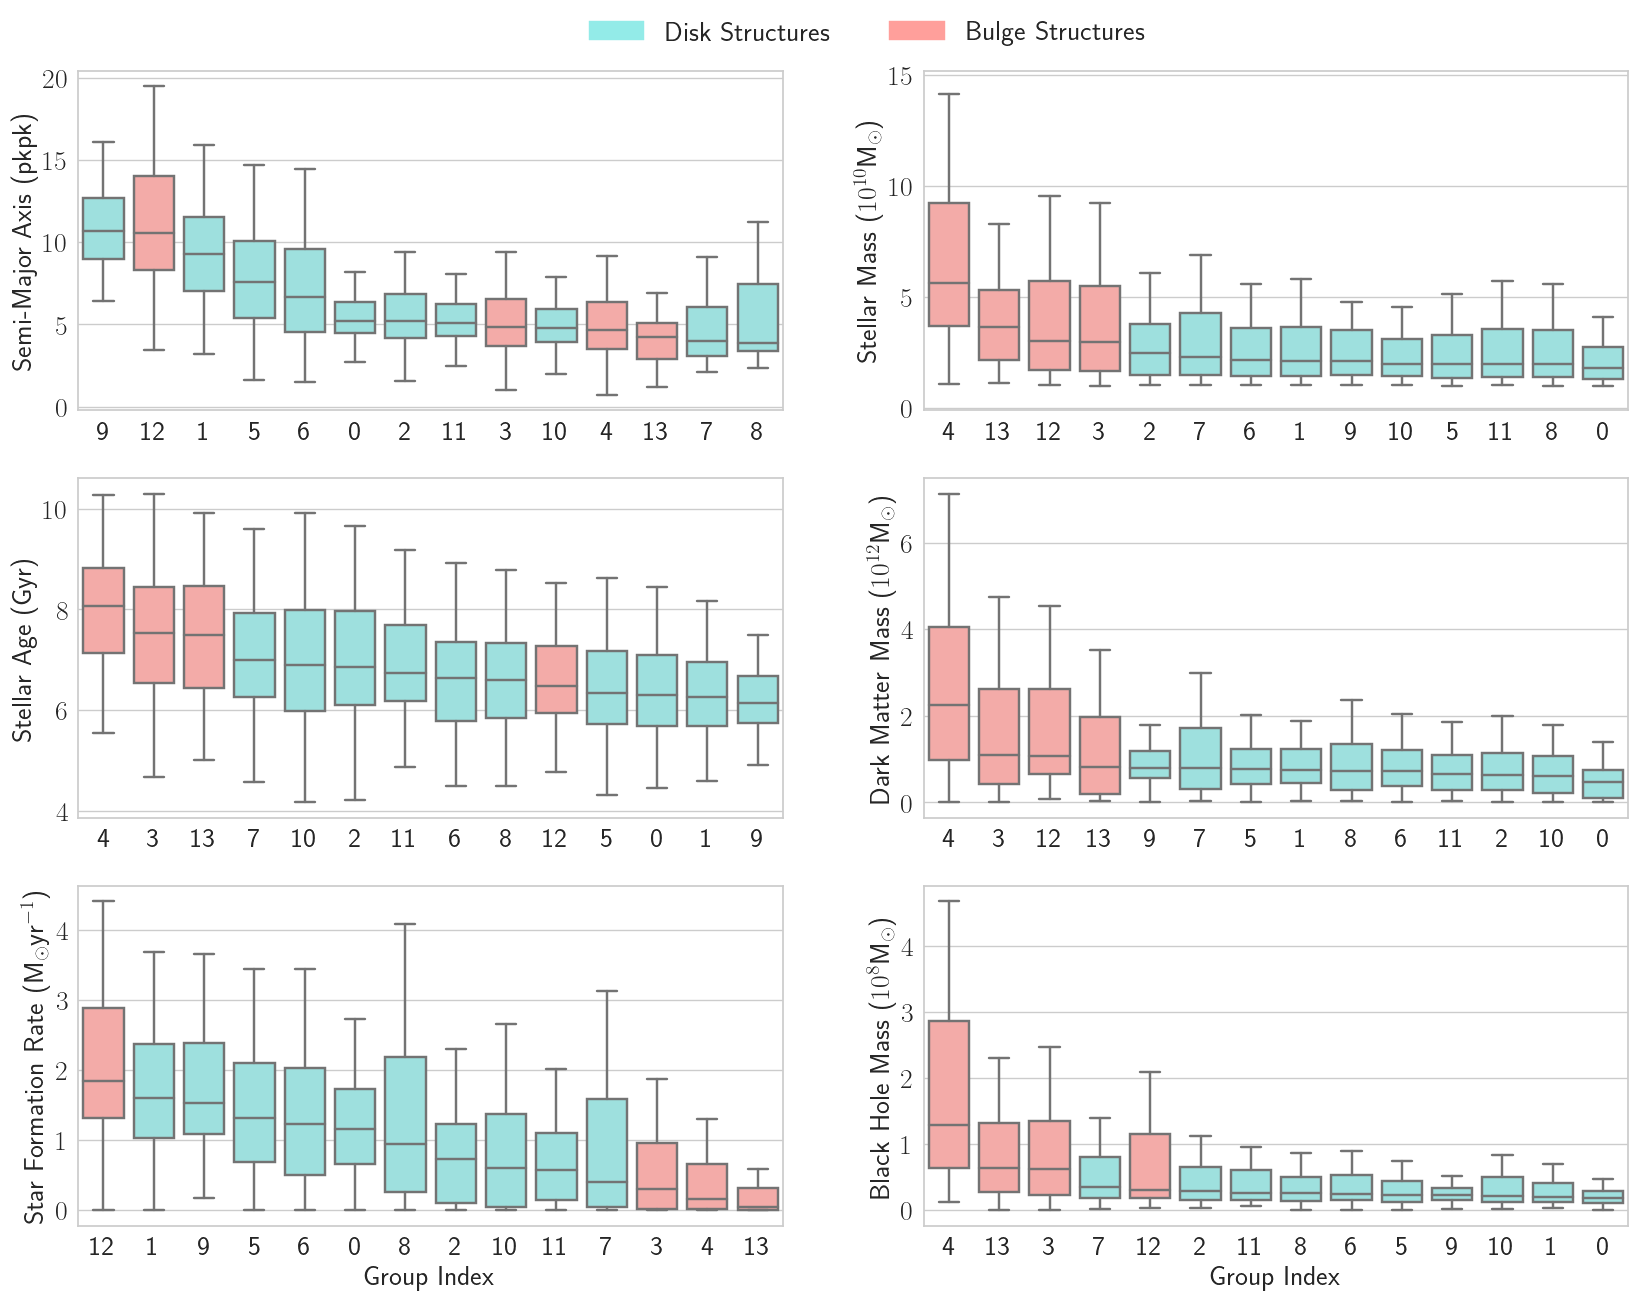 Disk Structures Bulge Structures
Semi-Major Axis (pkpk)
20
15
10
5
0
9 12 1 5 6 0 2 11 3 10 4 13 7 8
Stellar Mass (10¹⁰M☉)
15
10
5
0
4 13 12 3 2 7 6 1 9 10 5 11 8 0
Stellar Age (Gyr)
10
8
6
4
4 3 13 7 10 2 11 6 8 12 5 0 1 9
Dark Matter Mass (10¹²M☉)
6
4
2
0
4 3 12 13 9 7 5 1 8 6 11 2 10 0
Star Formation Rate (M☉yr⁻¹)
4
3
2
1
0
12 1 9 5 6 0 8 2 10 11 7 3 4 13
Group Index
Black Hole Mass (10⁸M☉)
4
3
2
1
0
4 13 3 7 12 2 11 8 6 5 9 10 1 0
Group Index